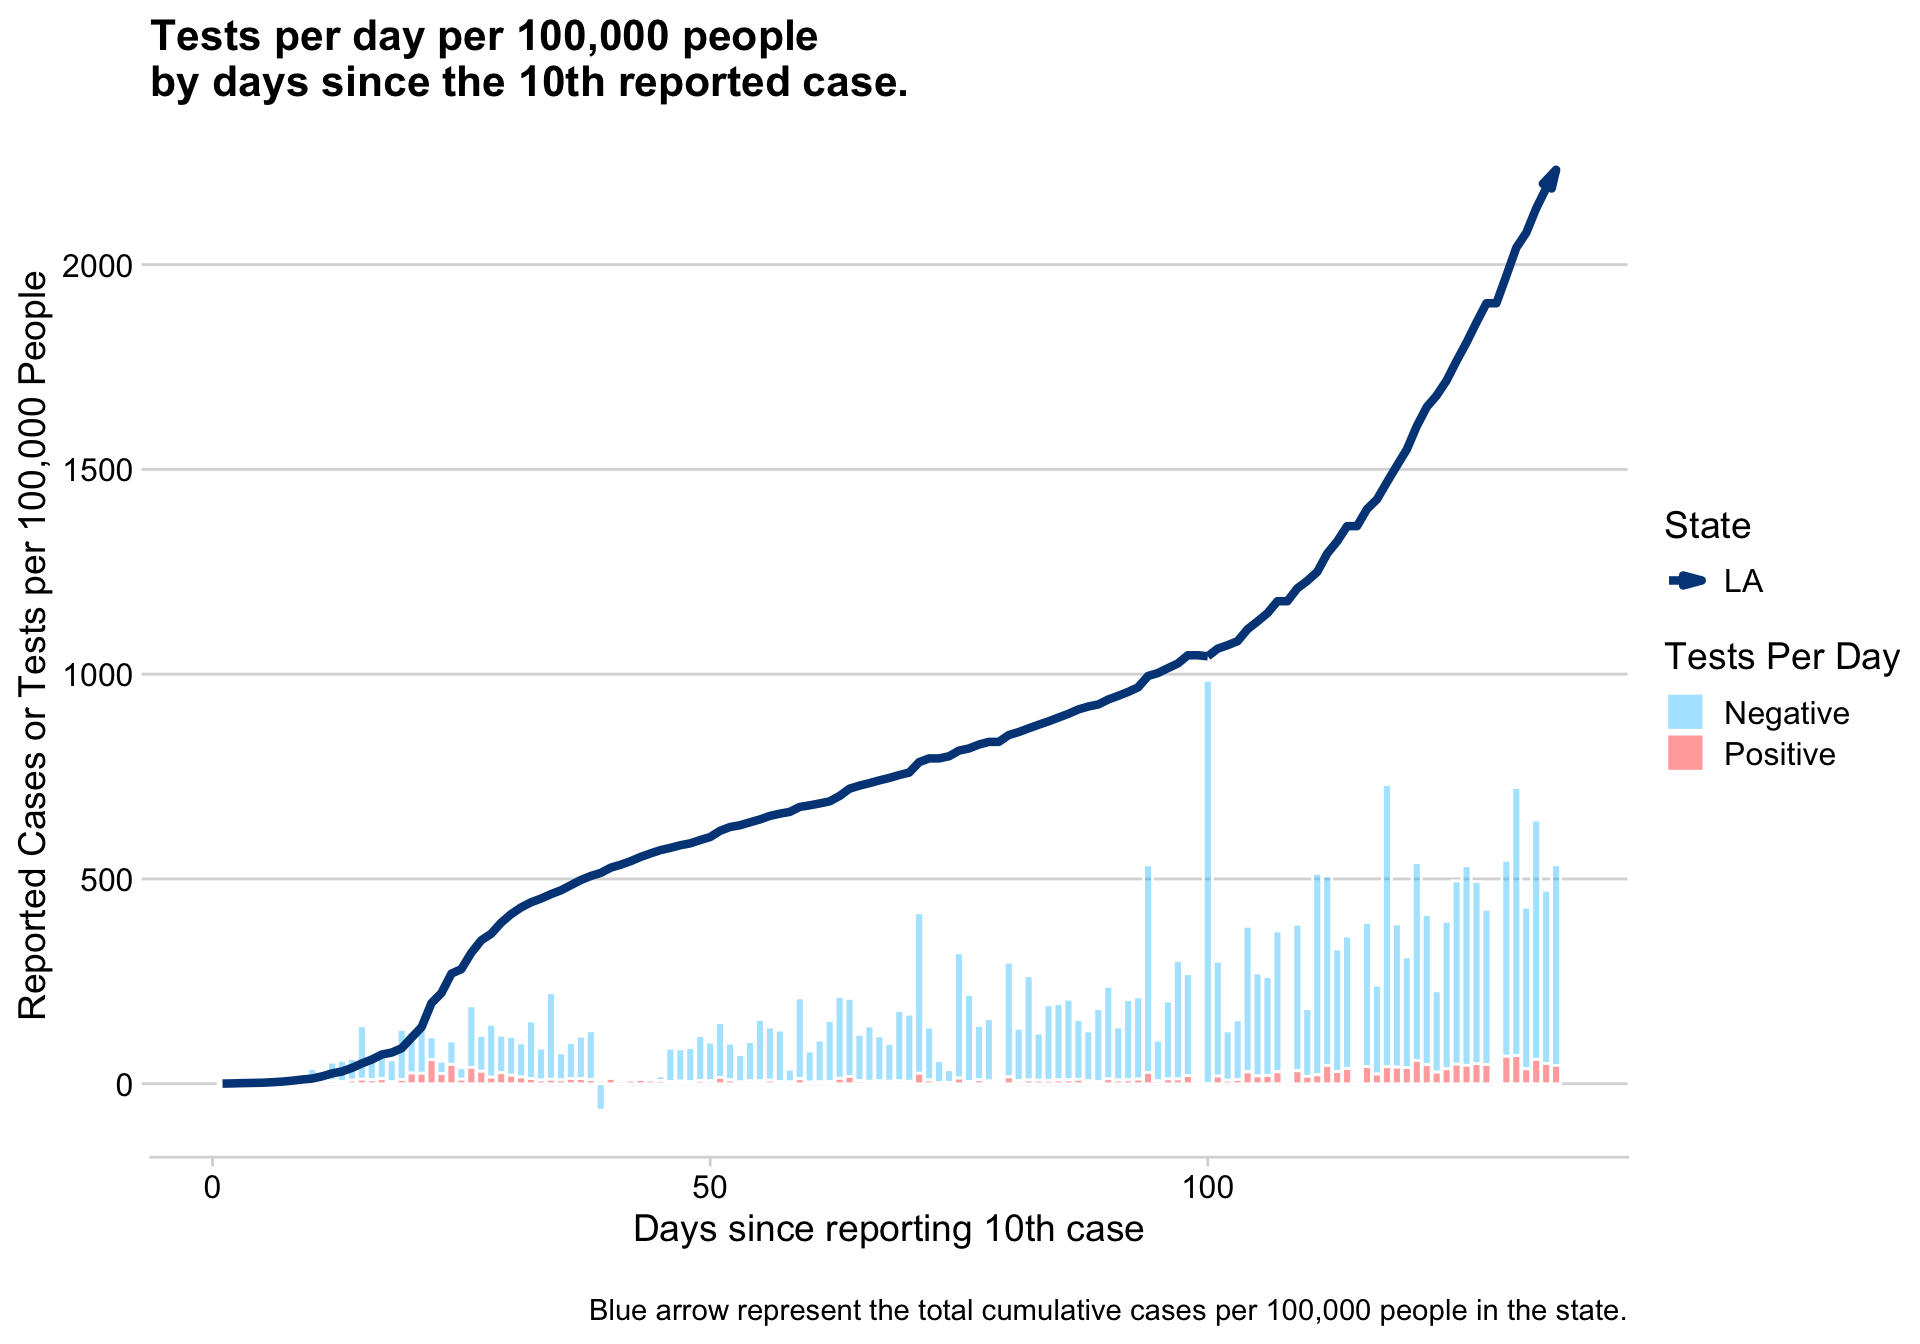 Tests per day per 100,000 people
by days since the 10th reported case.
Reported Cases or Tests per 100,000 People
2000
1500
1000
500
0
0
50
100
Days since reporting 10th case
State
LA
Tests Per Day
Negative
Positive
Blue arrow represent the total cumulative cases per 100,000 people in the state.